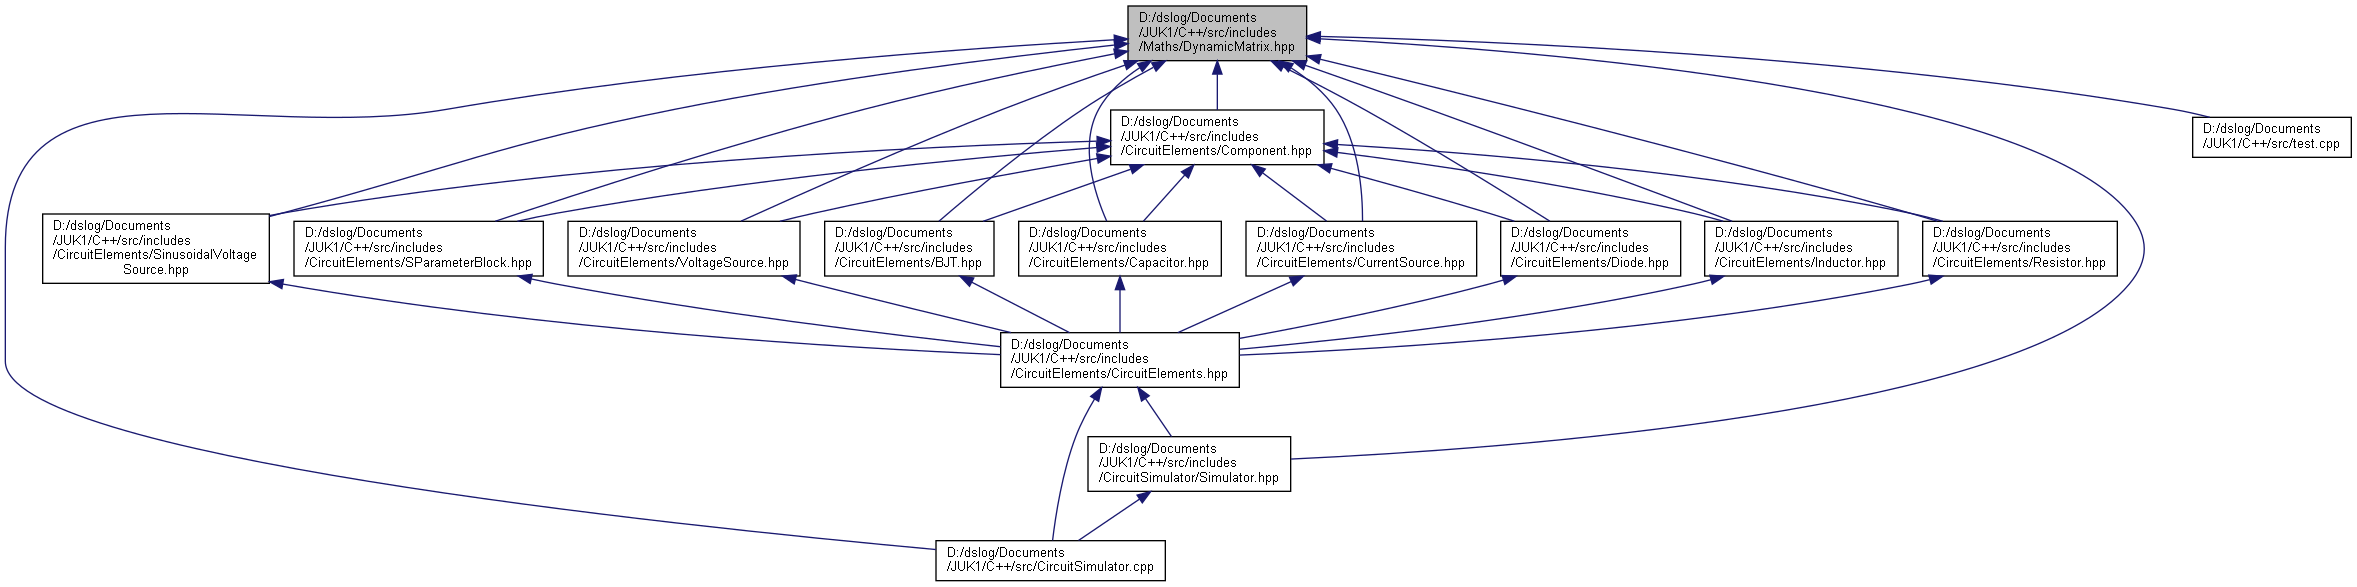 D:/dslog/Documents
/JUK1/C++/src/includes
/Maths/DynamicMatrix.hpp
D:/dslog/Documents
/JUK1/C++/src/includes
/CircuitElements/Component.hpp
D:/dslog/Documents
/JUK1/C++/src/test.cpp
D:/dslog/Documents
/JUK1/C++/src/includes
/CircuitElements/SinusoidalVoltage
Source.hpp
D:/dslog/Documents
/JUK1/C++/src/includes
/CircuitElements/SParameterBlock.hpp
D:/dslog/Documents
/JUK1/C++/src/includes
/CircuitElements/VoltageSource.hpp
D:/dslog/Documents
/JUK1/C++/src/includes
/CircuitElements/BJT.hpp
D:/dslog/Documents
/JUK1/C++/src/includes
/CircuitElements/Capacitor.hpp
D:/dslog/Documents
/JUK1/C++/src/includes
/CircuitElements/CurrentSource.hpp
D:/dslog/Documents
/JUK1/C++/src/includes
/CircuitElements/Diode.hpp
D:/dslog/Documents
/JUK1/C++/src/includes
/CircuitElements/Inductor.hpp
D:/dslog/Documents
/JUK1/C++/src/includes
/CircuitElements/Resistor.hpp
D:/dslog/Documents
/JUK1/C++/src/includes
/CircuitElements/CircuitElements.hpp
D:/dslog/Documents
/JUK1/C++/src/includes
/CircuitSimulator/Simulator.hpp
D:/dslog/Documents
/JUK1/C++/src/CircuitSimulator.cpp